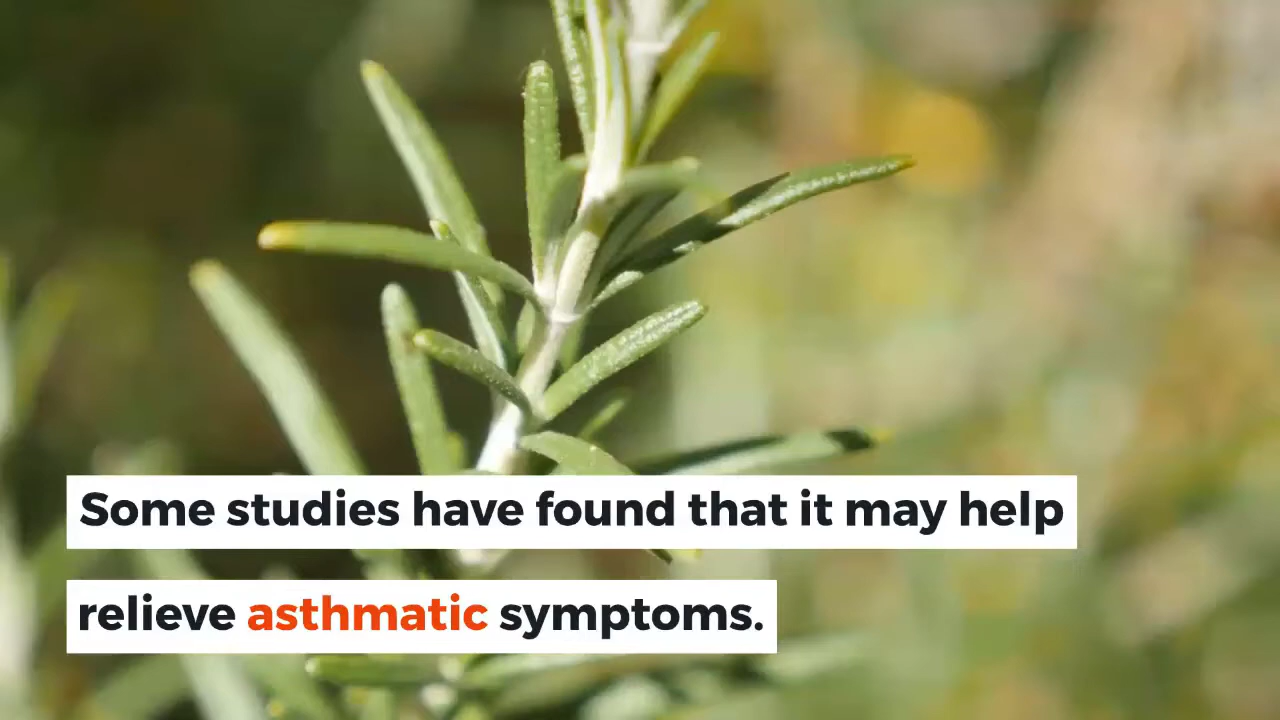 Some studies have found that it may help
relieve asthmatic symptoms.